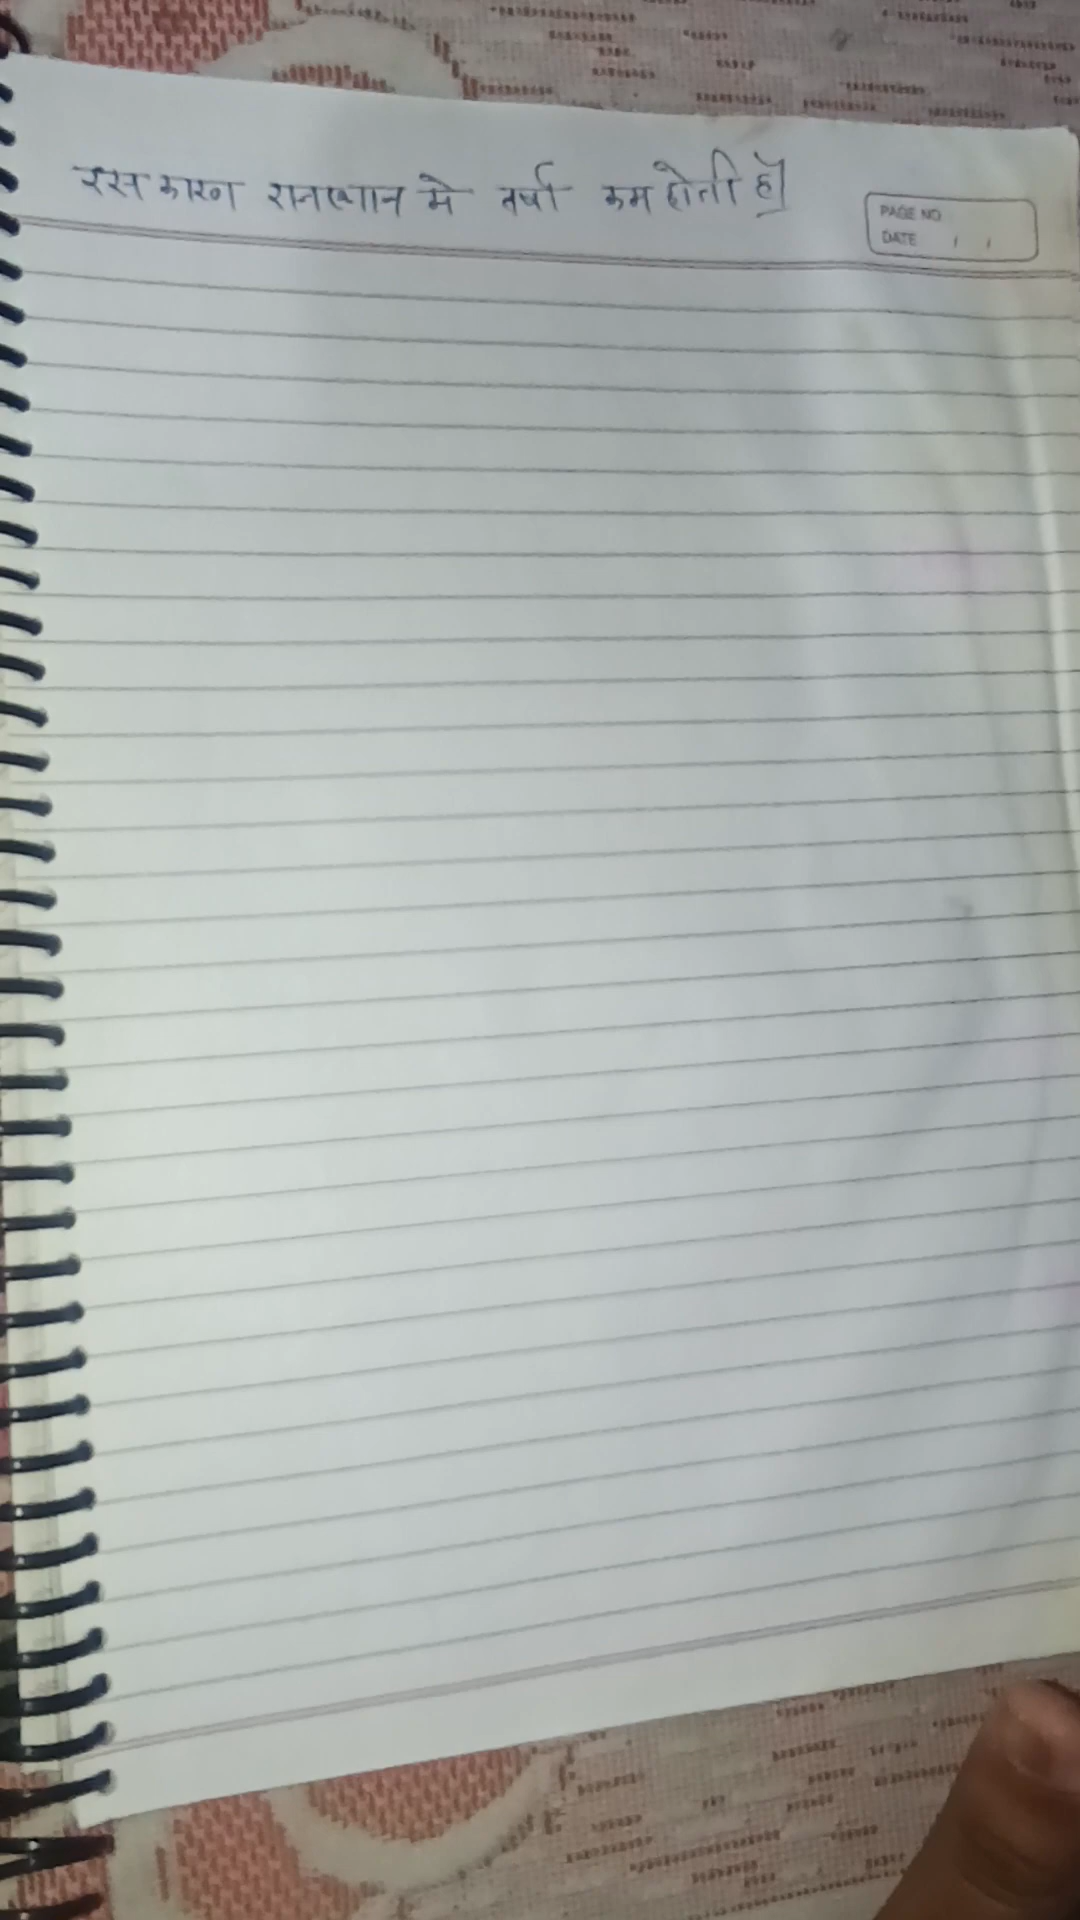 इस कारण राजस्थान मे वर्षा कम होती है।
PAGE NO
DATE / /